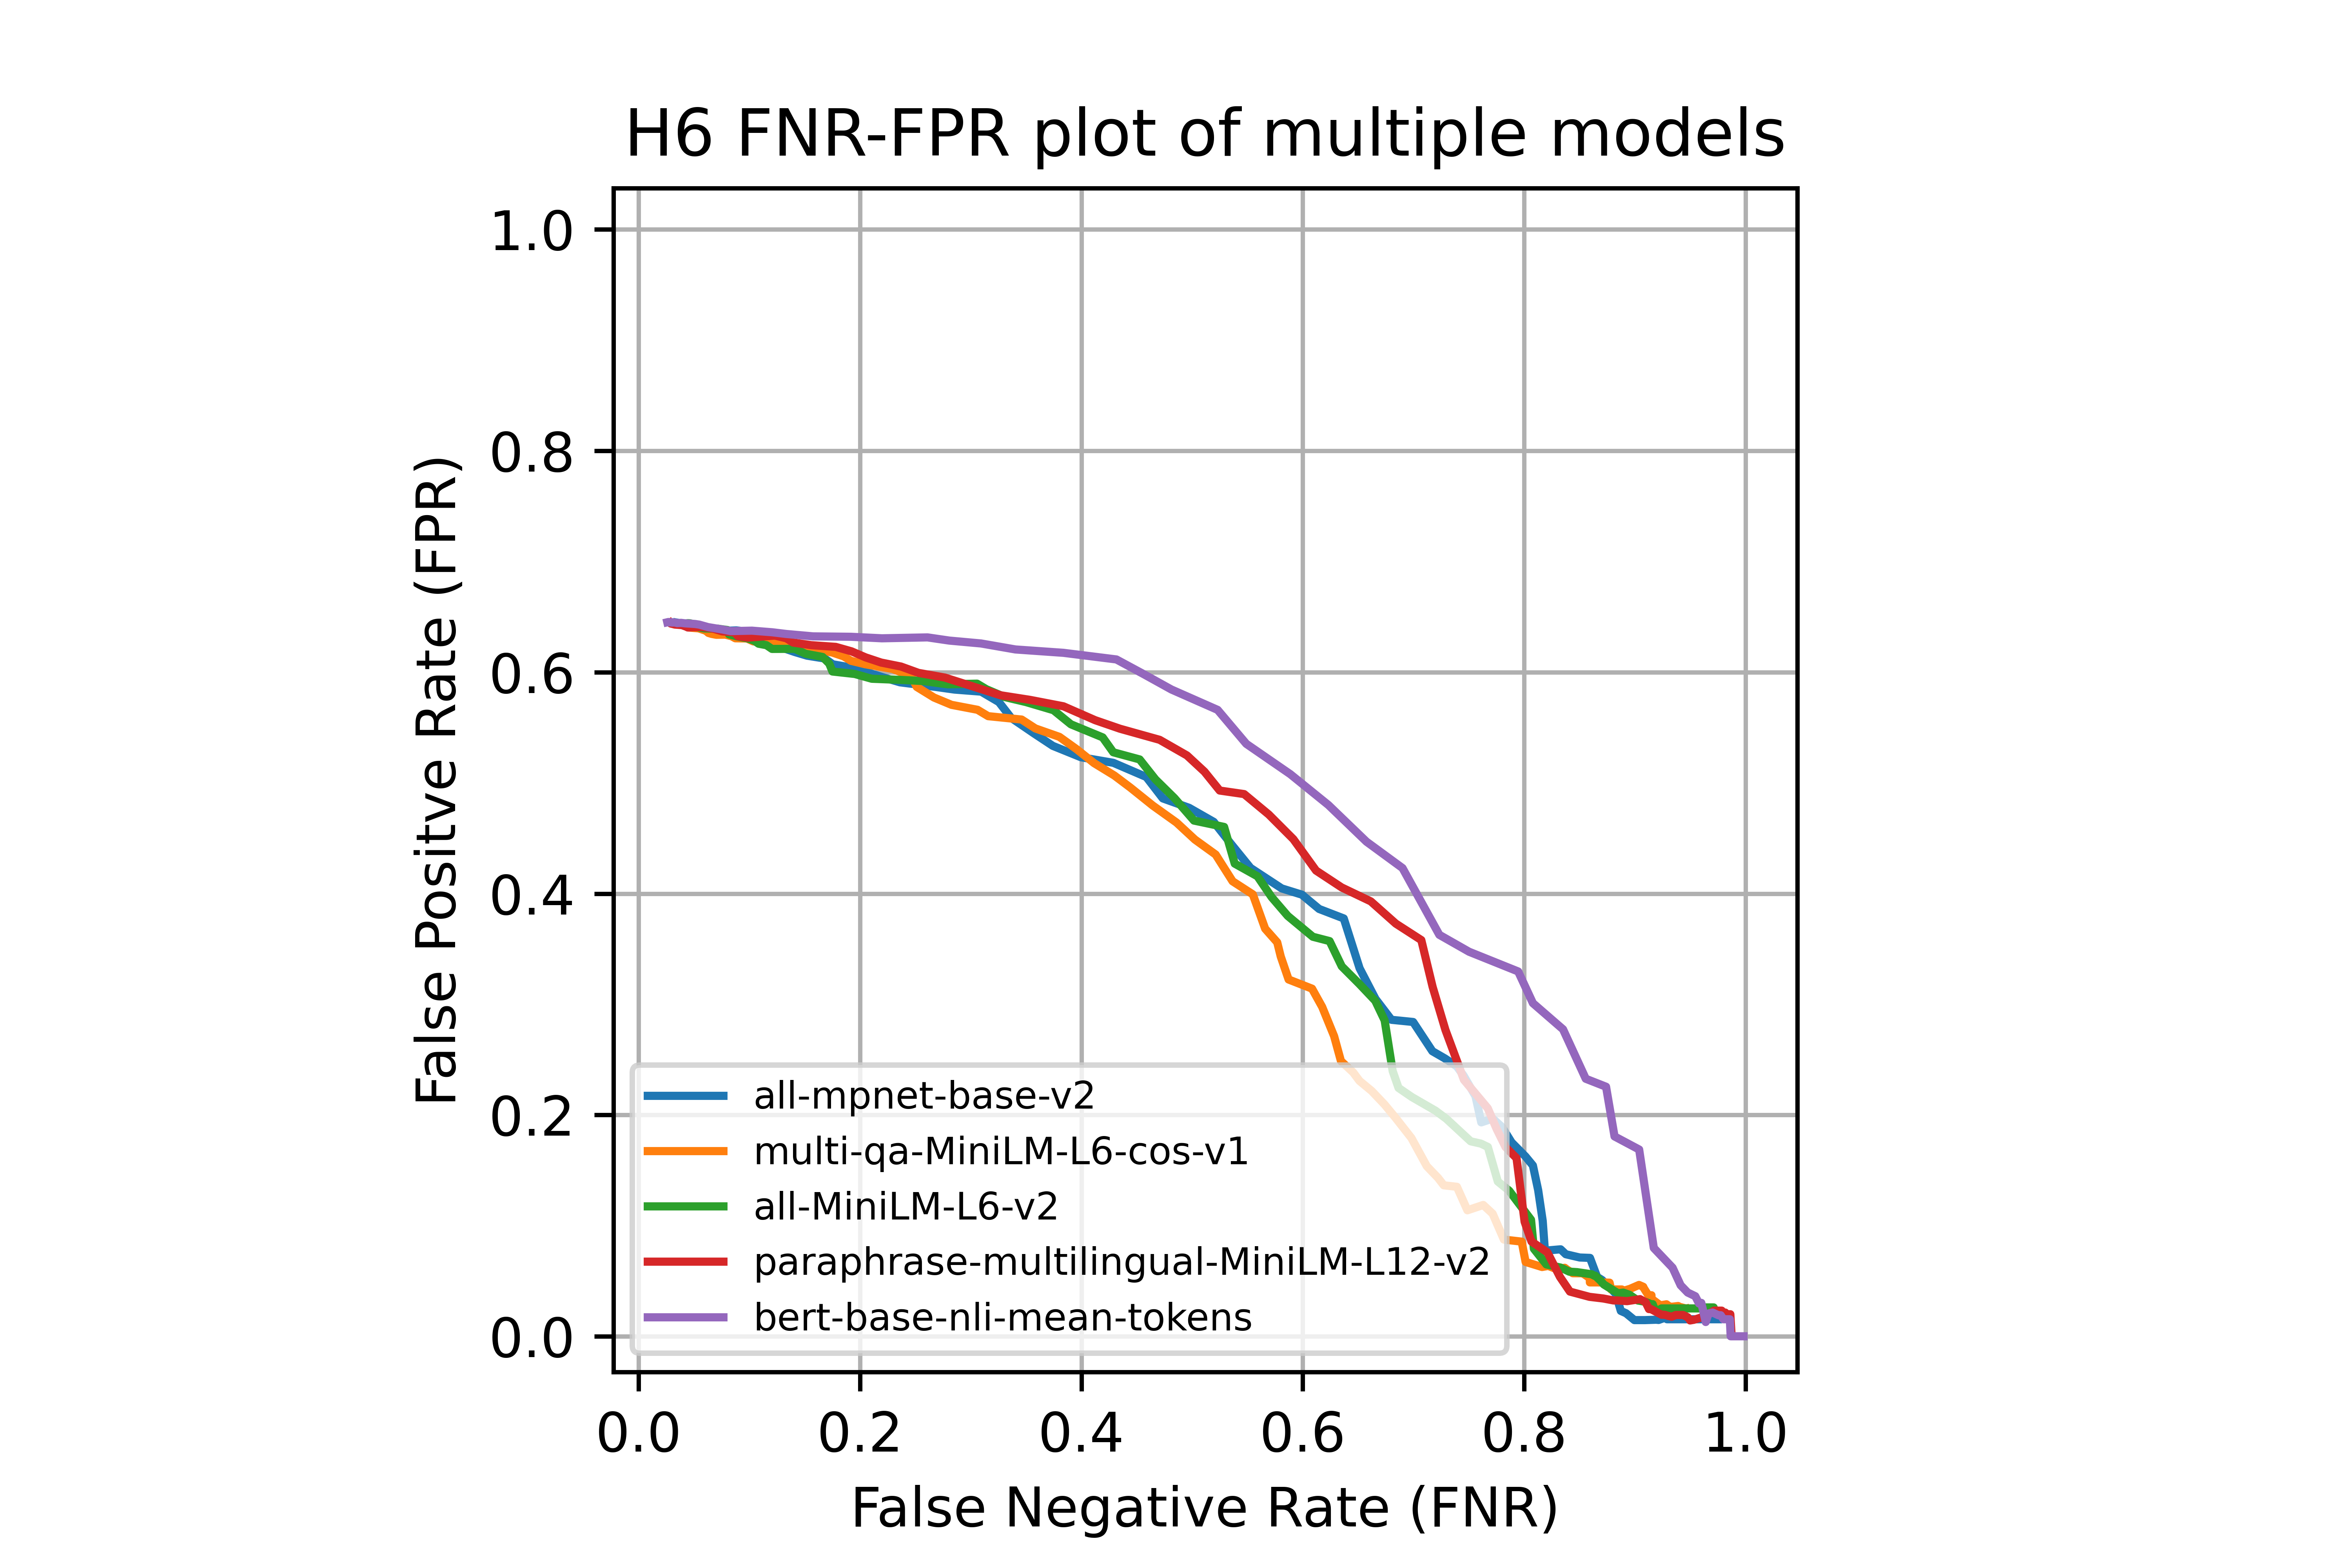 H6 FNR-FPR plot of multiple models
1.0
0.8
0.6
0.4
0.2
0.0
False Positve Rate (FPR)
all-mpnet-base-v2
multi-qa-MiniLM-L6-cos-v1
all-MiniLM-L6-v2
paraphrase-multilingual-MiniLM-L12-v2
bert-base-nli-mean-tokens
0.0 0.2 0.4 0.6 0.8 1.0
False Negative Rate (FNR)